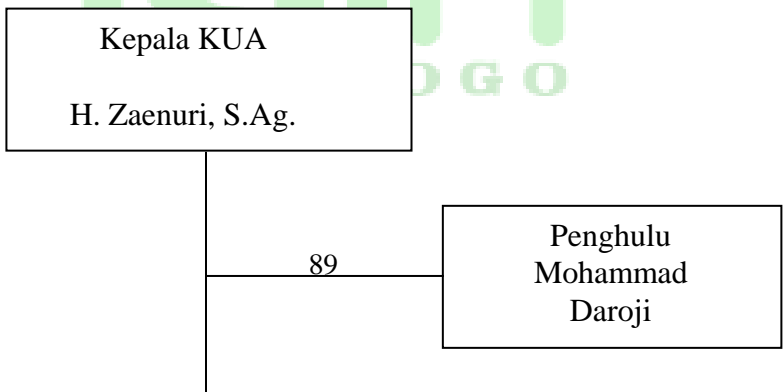 Kepala KUA
O G O
H. Zaenuri, S.Ag.
Penghulu
89
Mohammad
Daroji